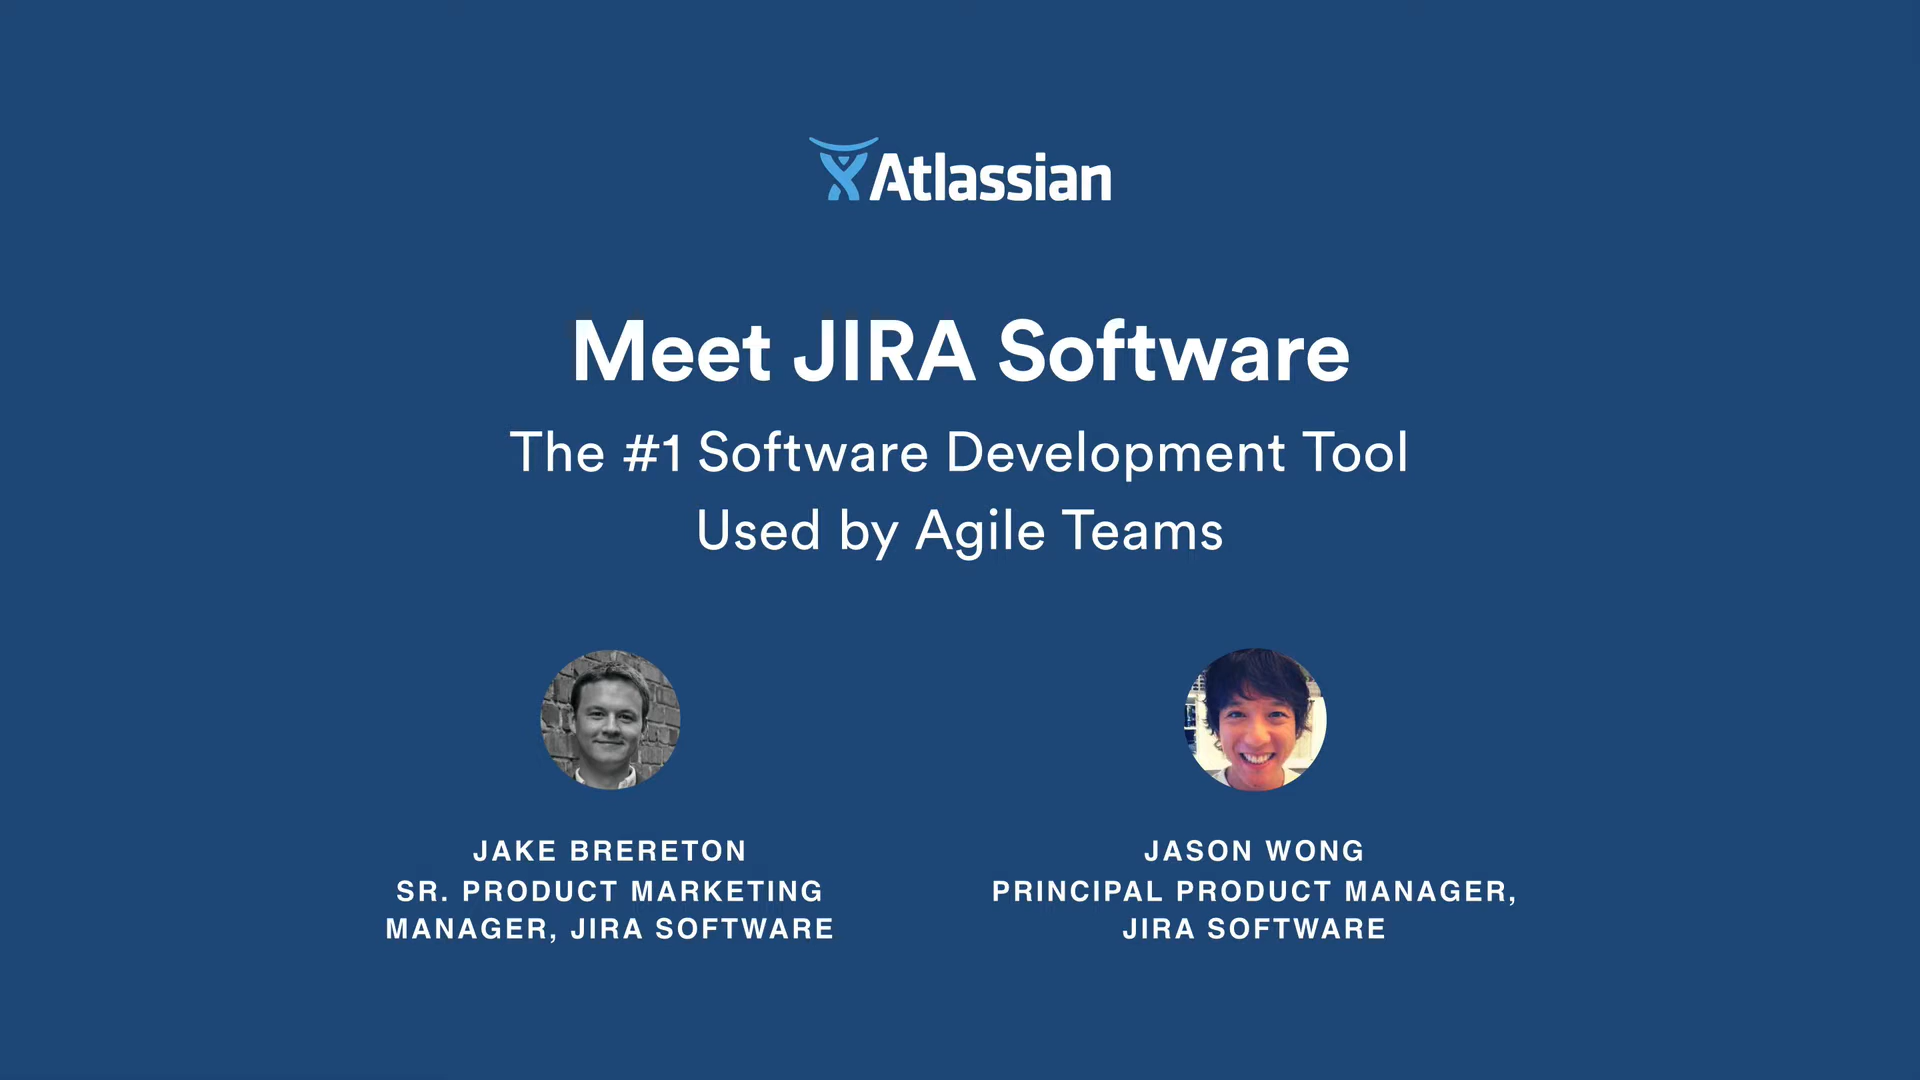 Atlassian
Meet JIRA Software
The #1 Software Development Tool
Used by Agile Teams
JAKE BRERETON
SR. PRODUCT MARKETING
MANAGER, JIRA SOFTWARE
JASON WONG
PRINCIPAL PRODUCT MANAGER,
JIRA SOFTWARE